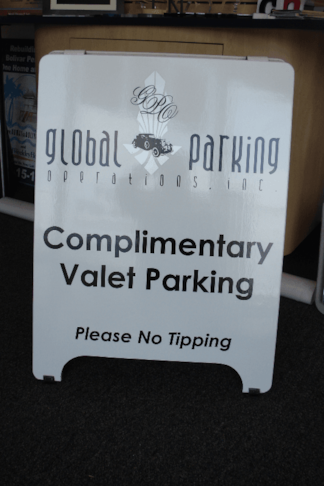 GPO
global parking
operations, inc.
Complimentary
Valet Parking
Please No Tipping